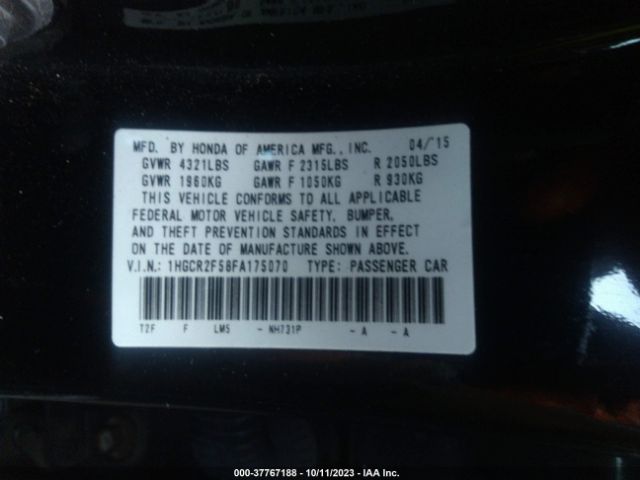 MFD. BY HONDA OF AMERICA MFG., INC. 04/15
GVWR 4321LBS GAWR F 2315LBS R 2050LBS
GVWR 1960KG GAWR F 1050KG R 930KG
THIS VEHICLE CONFORMS TO ALL APPLICABLE
FEDERAL MOTOR VEHICLE SAFETY, BUMPER,
AND THEFT PREVENTION STANDARDS IN EFFECT
ON THE DATE OF MANUFACTURE SHOWN ABOVE.
V.I.N.: 1HGCR2F58FA175070 TYPE: PASSENGER CAR
T2F F LM5 - NH731P - A - A
000-37767188 - 10/11/2023 - IAA Inc.